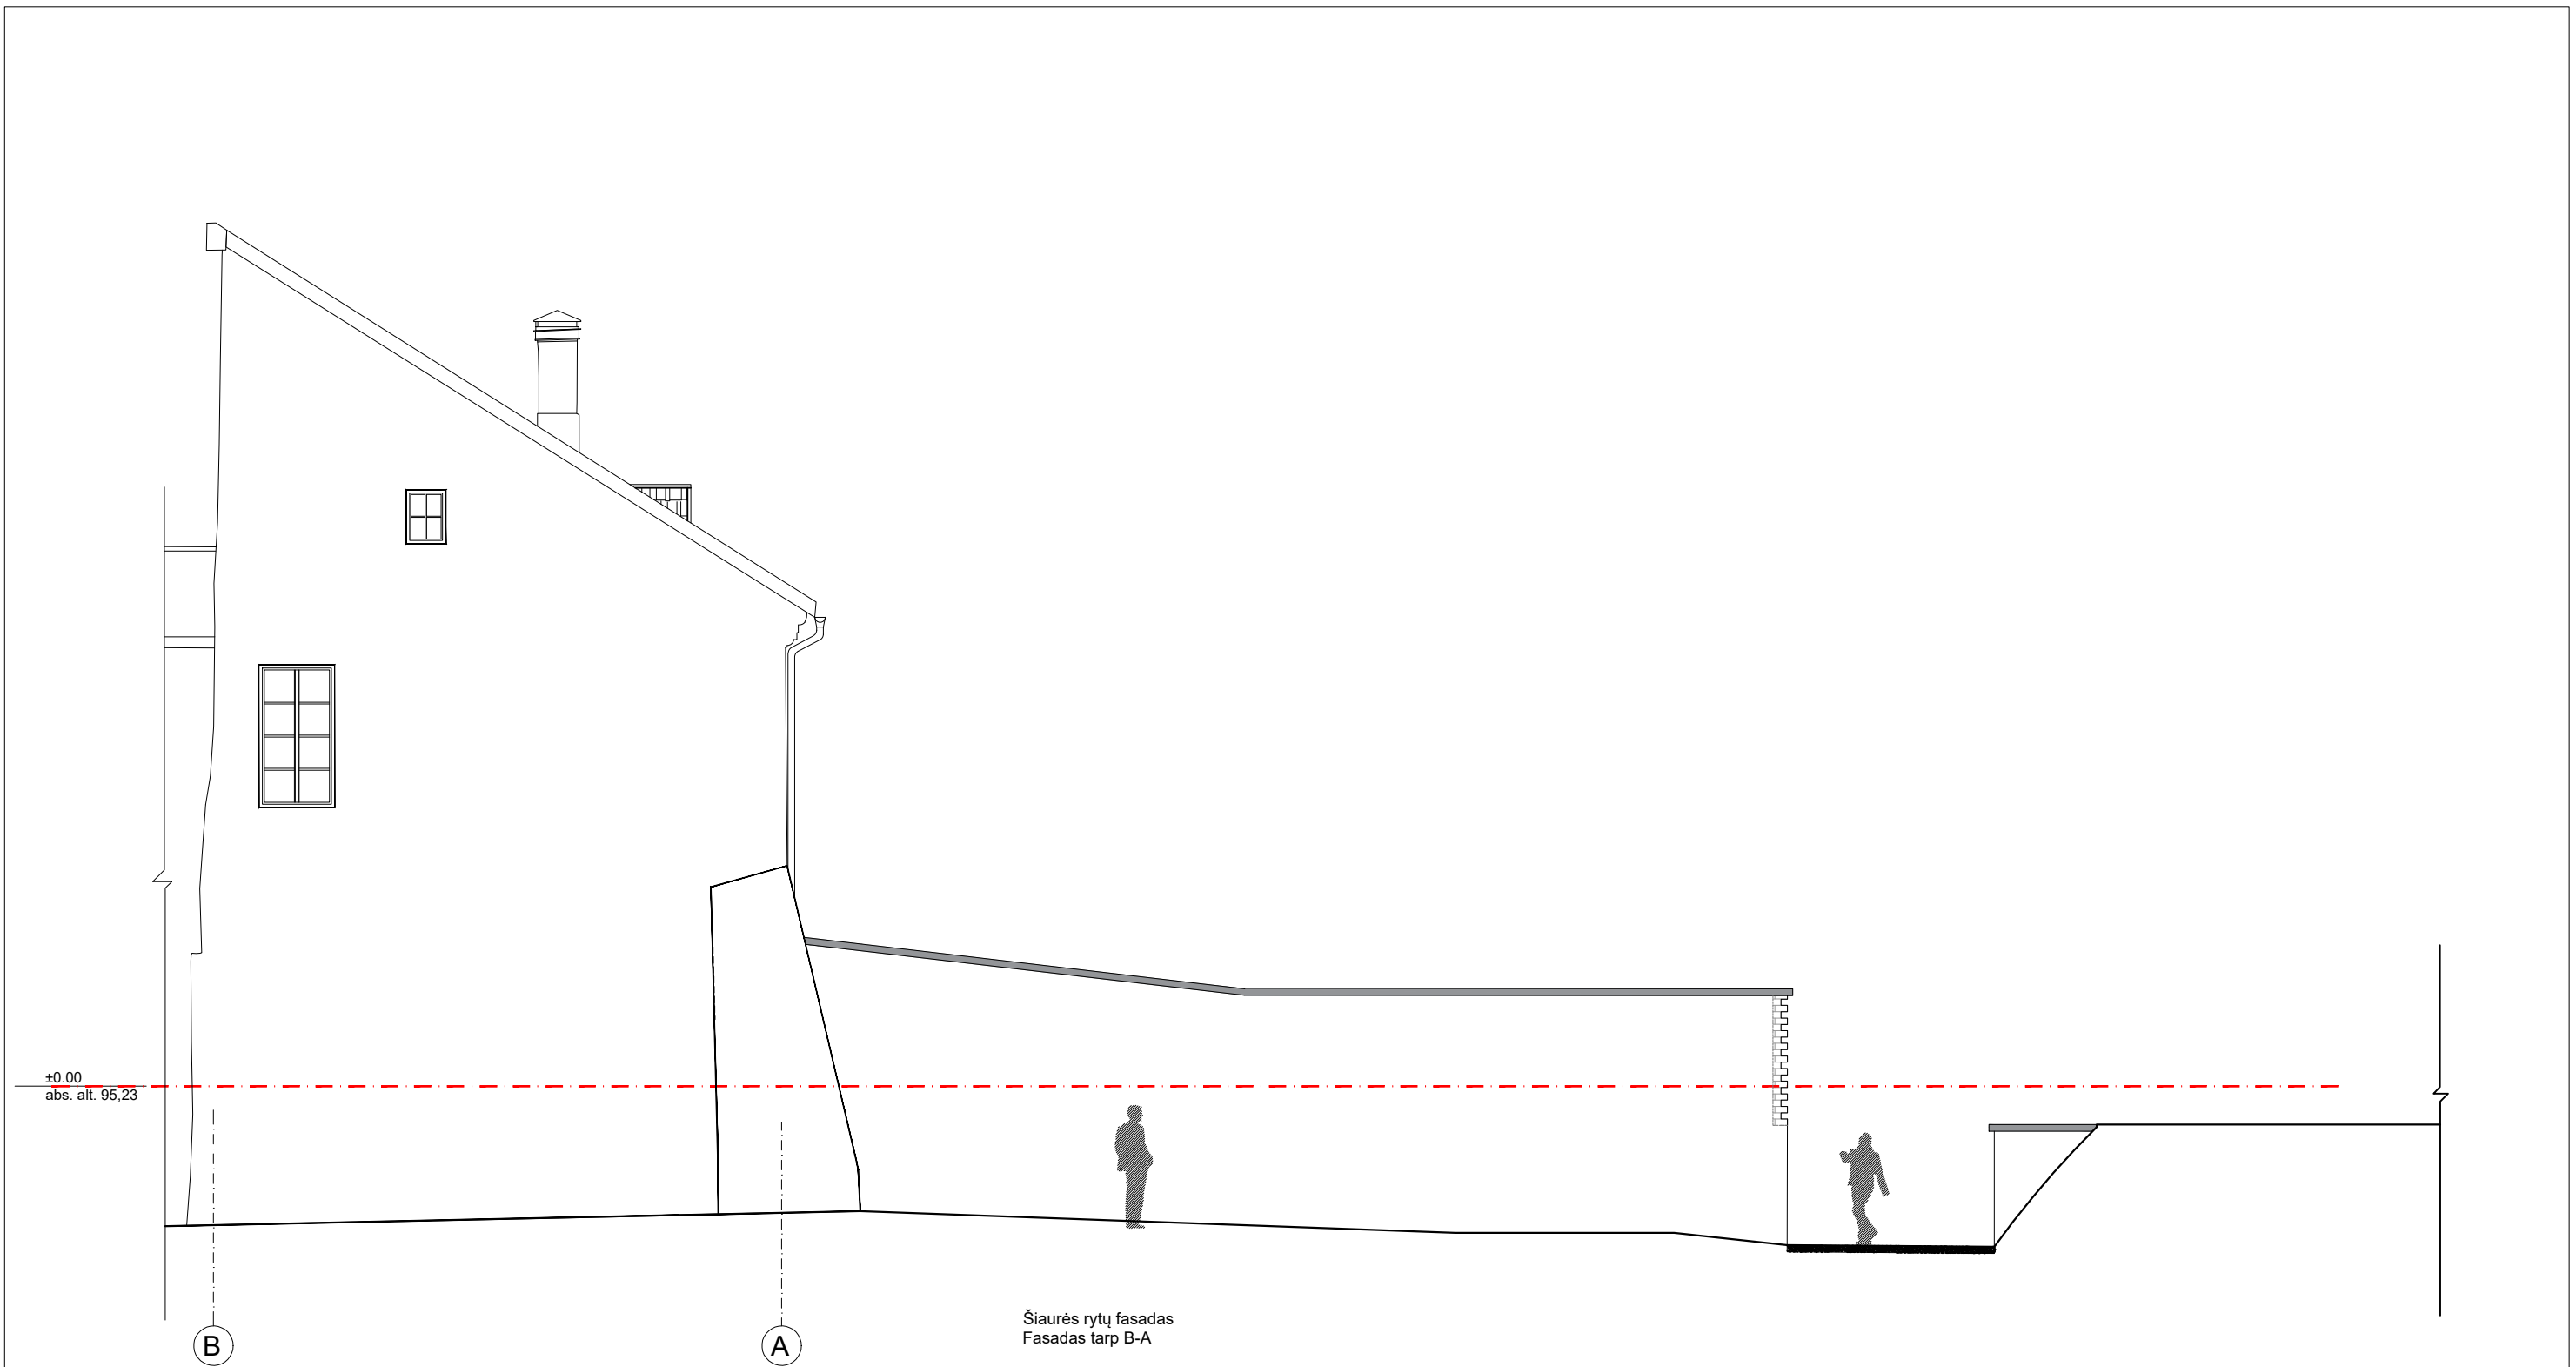 ±0.00
abs. alt. 95,23
B
A
Šiaurės rytų fasadas
Fasadas tarp B-A